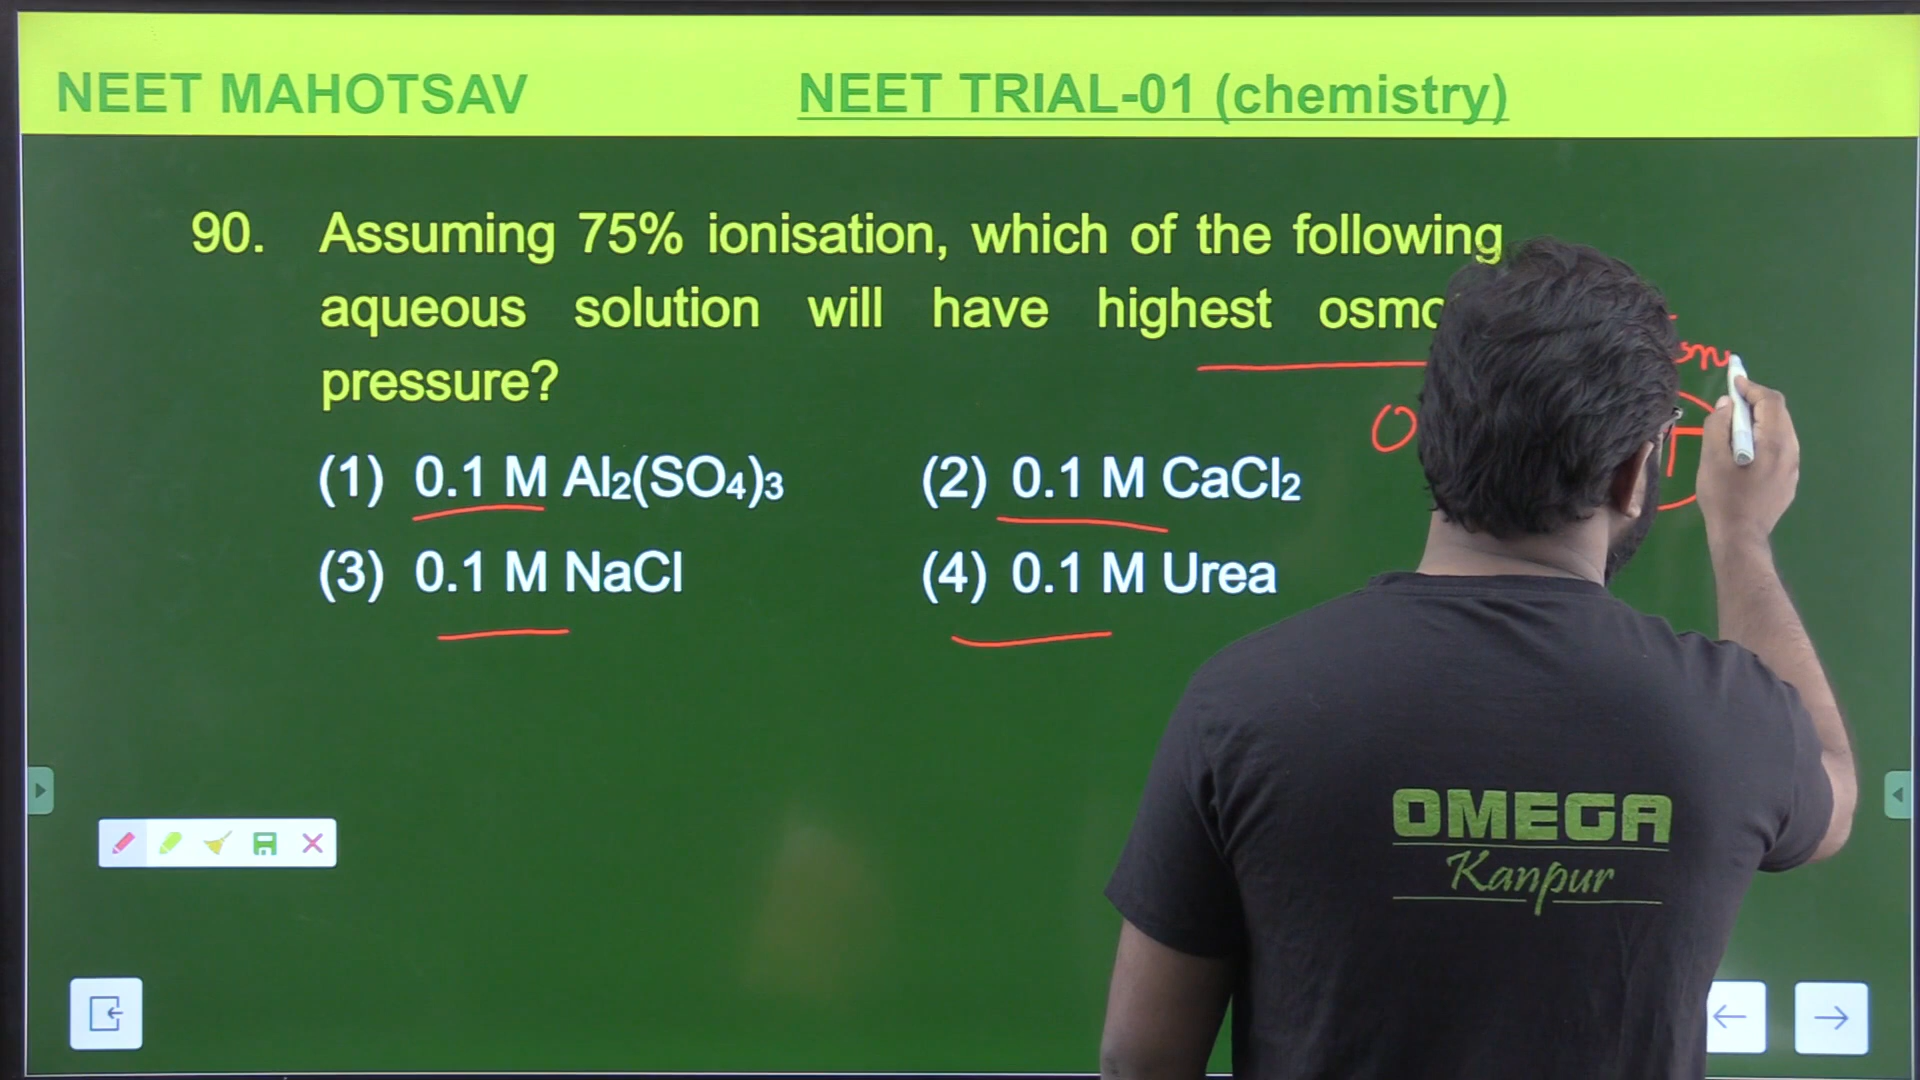 NEET MAHOTSAV NEET TRIAL-01 (chemistry)
90. Assuming 75% ionisation, which of the following
aqueous solution will have highest
pressure?
(1) 0.1 M Al2(SO4)3 (2) 0.1 M CaCl2
(3) 0.1 M NaCl (4) 0.1 M Urea
OMEGA
Kanpur